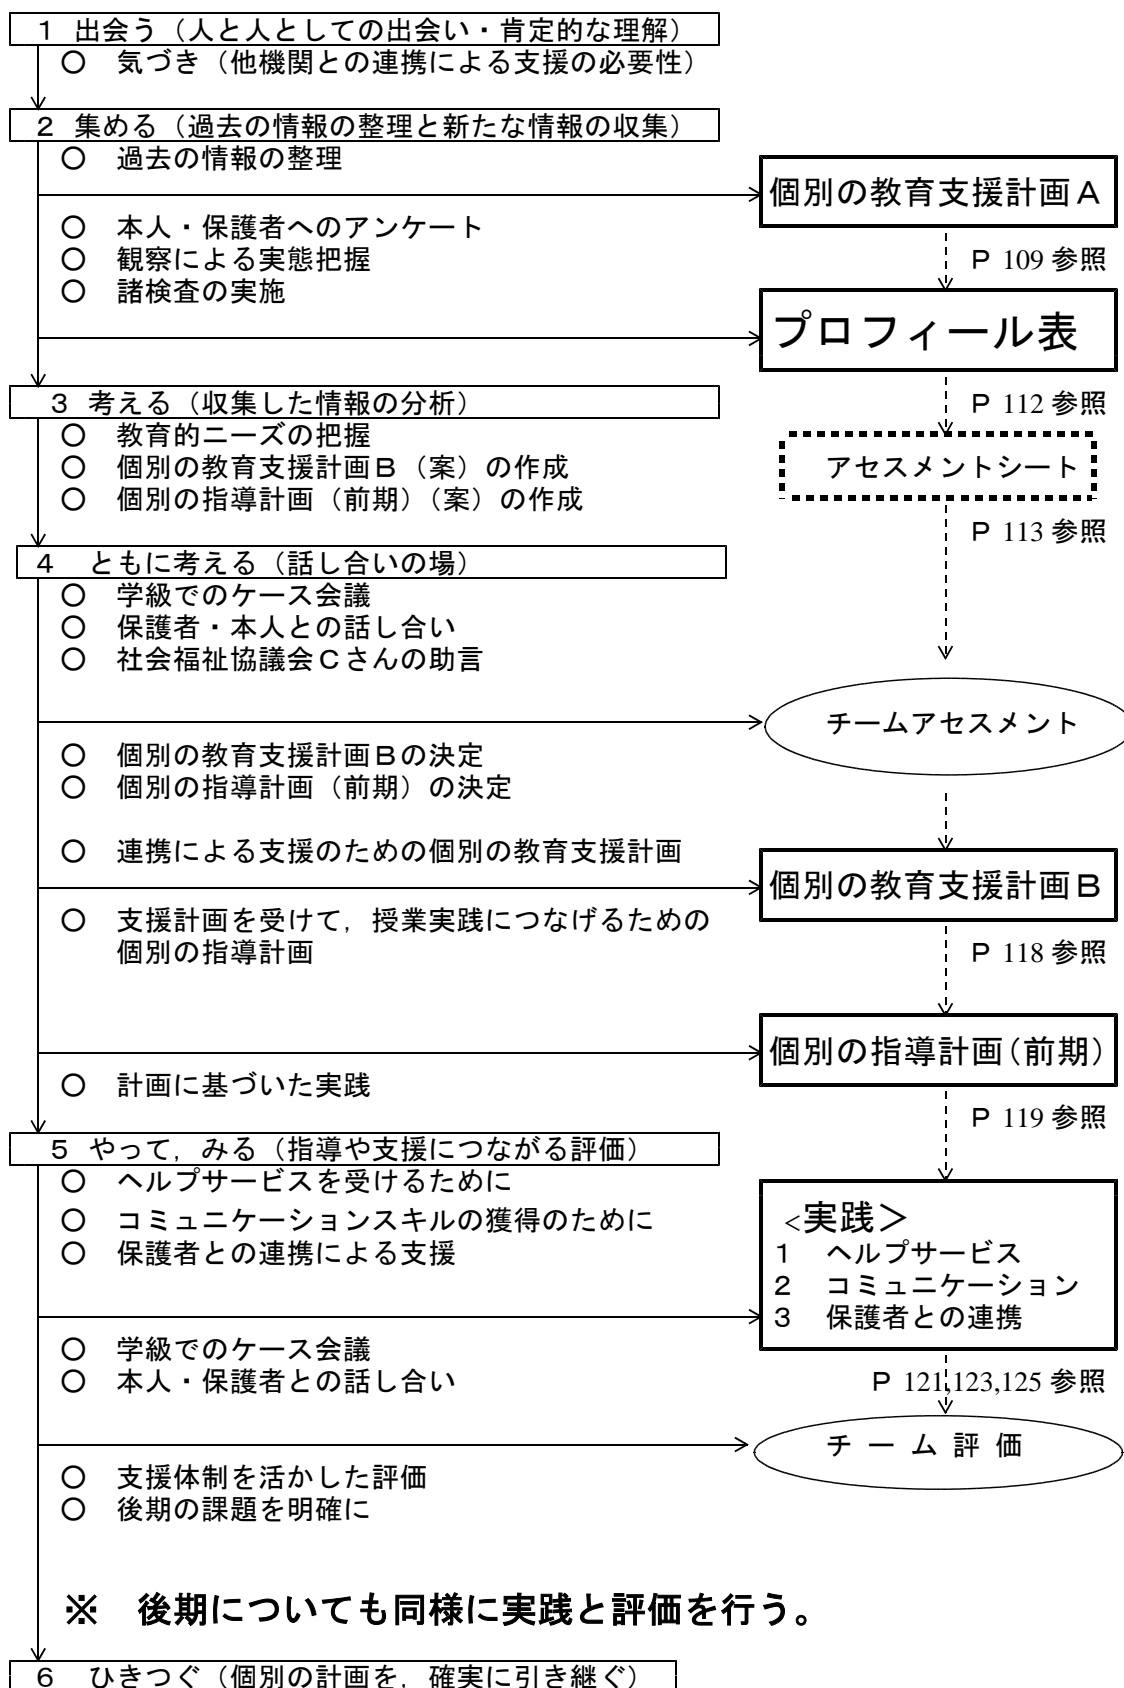 １ 出会う（人と人としての出会い・肯定的な理解）
○ 気づき（他機関との連携による支援の必要性）
２ 集める（過去の情報の整理と新たな情報の収集）
○ 過去の情報の整理
個別の教育支援計画Ａ
○ 本人・保護者へのアンケート
○ 観察による実態把握
Ｐ 109 参照
○ 諸検査の実施
プロフィール表
３ 考える（収集した情報の分析）
Ｐ 112 参照
○ 教育的ニーズの把握
○ 個別の教育支援計画Ｂ（案）の作成
アセスメントシート
○ 個別の指導計画（前期）（案）の作成
Ｐ 113 参照
４ ともに考える（話し合いの場）
○ 学級でのケース会議
○ 保護者・本人との話し合い
○ 社会福祉協議会Ｃさんの助言
チームアセスメント
○ 個別の教育支援計画Ｂの決定
○ 個別の指導計画（前期）の決定
○ 連携による支援のための個別の教育支援計画
個別の教育支援計画Ｂ
○ 支援計画を受けて，授業実践につなげるための
個別の指導計画
Ｐ 118 参照
個別の指導計画（前期）
○ 計画に基づいた実践
Ｐ 119 参照
５ やって，みる（指導や支援につながる評価）
○ ヘルプサービスを受けるために
○ コミュニケーションスキルの獲得のために
○ 保護者との連携による支援
<実践＞
１ ヘルプサービス
２ コミュニケーション
３ 保護者との連携
○ 学級でのケース会議
○ 本人・保護者との話し合い
Ｐ 121,123,125 参照
チ ー ム 評 価
○ 支援体制を活かした評価
○ 後期の課題を明確に
※ 後期についても同様に実践と評価を行う。
６ ひきつぐ（個別の計画を，確実に引き継ぐ）